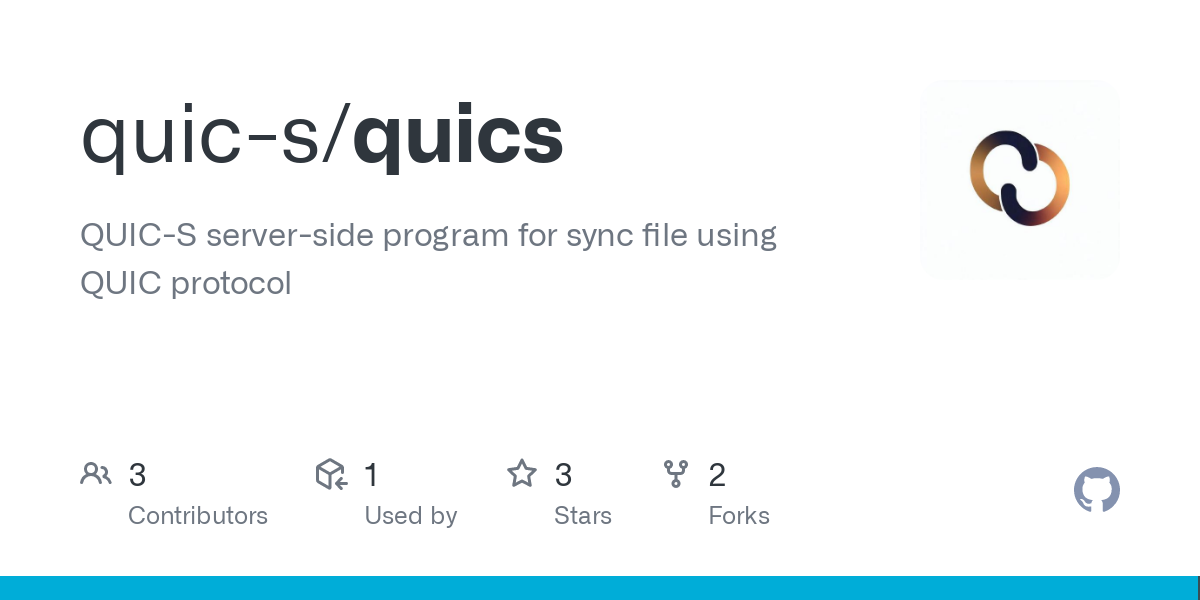 quic-s/quics
QUIC-S server-side program for sync file using
QUIC protocol
3
Contributors
1
Used by
3
Stars
2
Forks